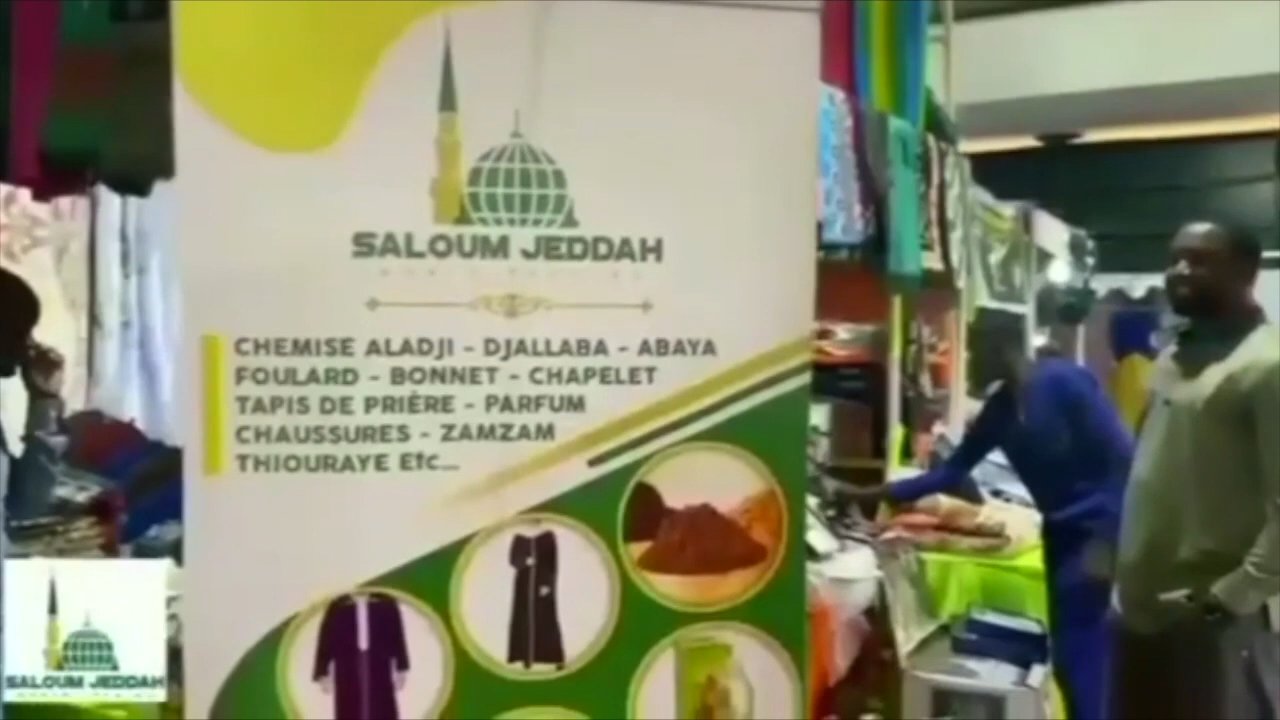 SALOUM JEDDAH
CHEMISE ALADJI - DJALLABA - ABAYA
FOULARD - BONNET - CHAPELET
TAPIS DE PRIÈRE - PARFUM
CHAUSSURES - ZAMZAM
THIOURAYE Etc...
SALOUM JEDDAH